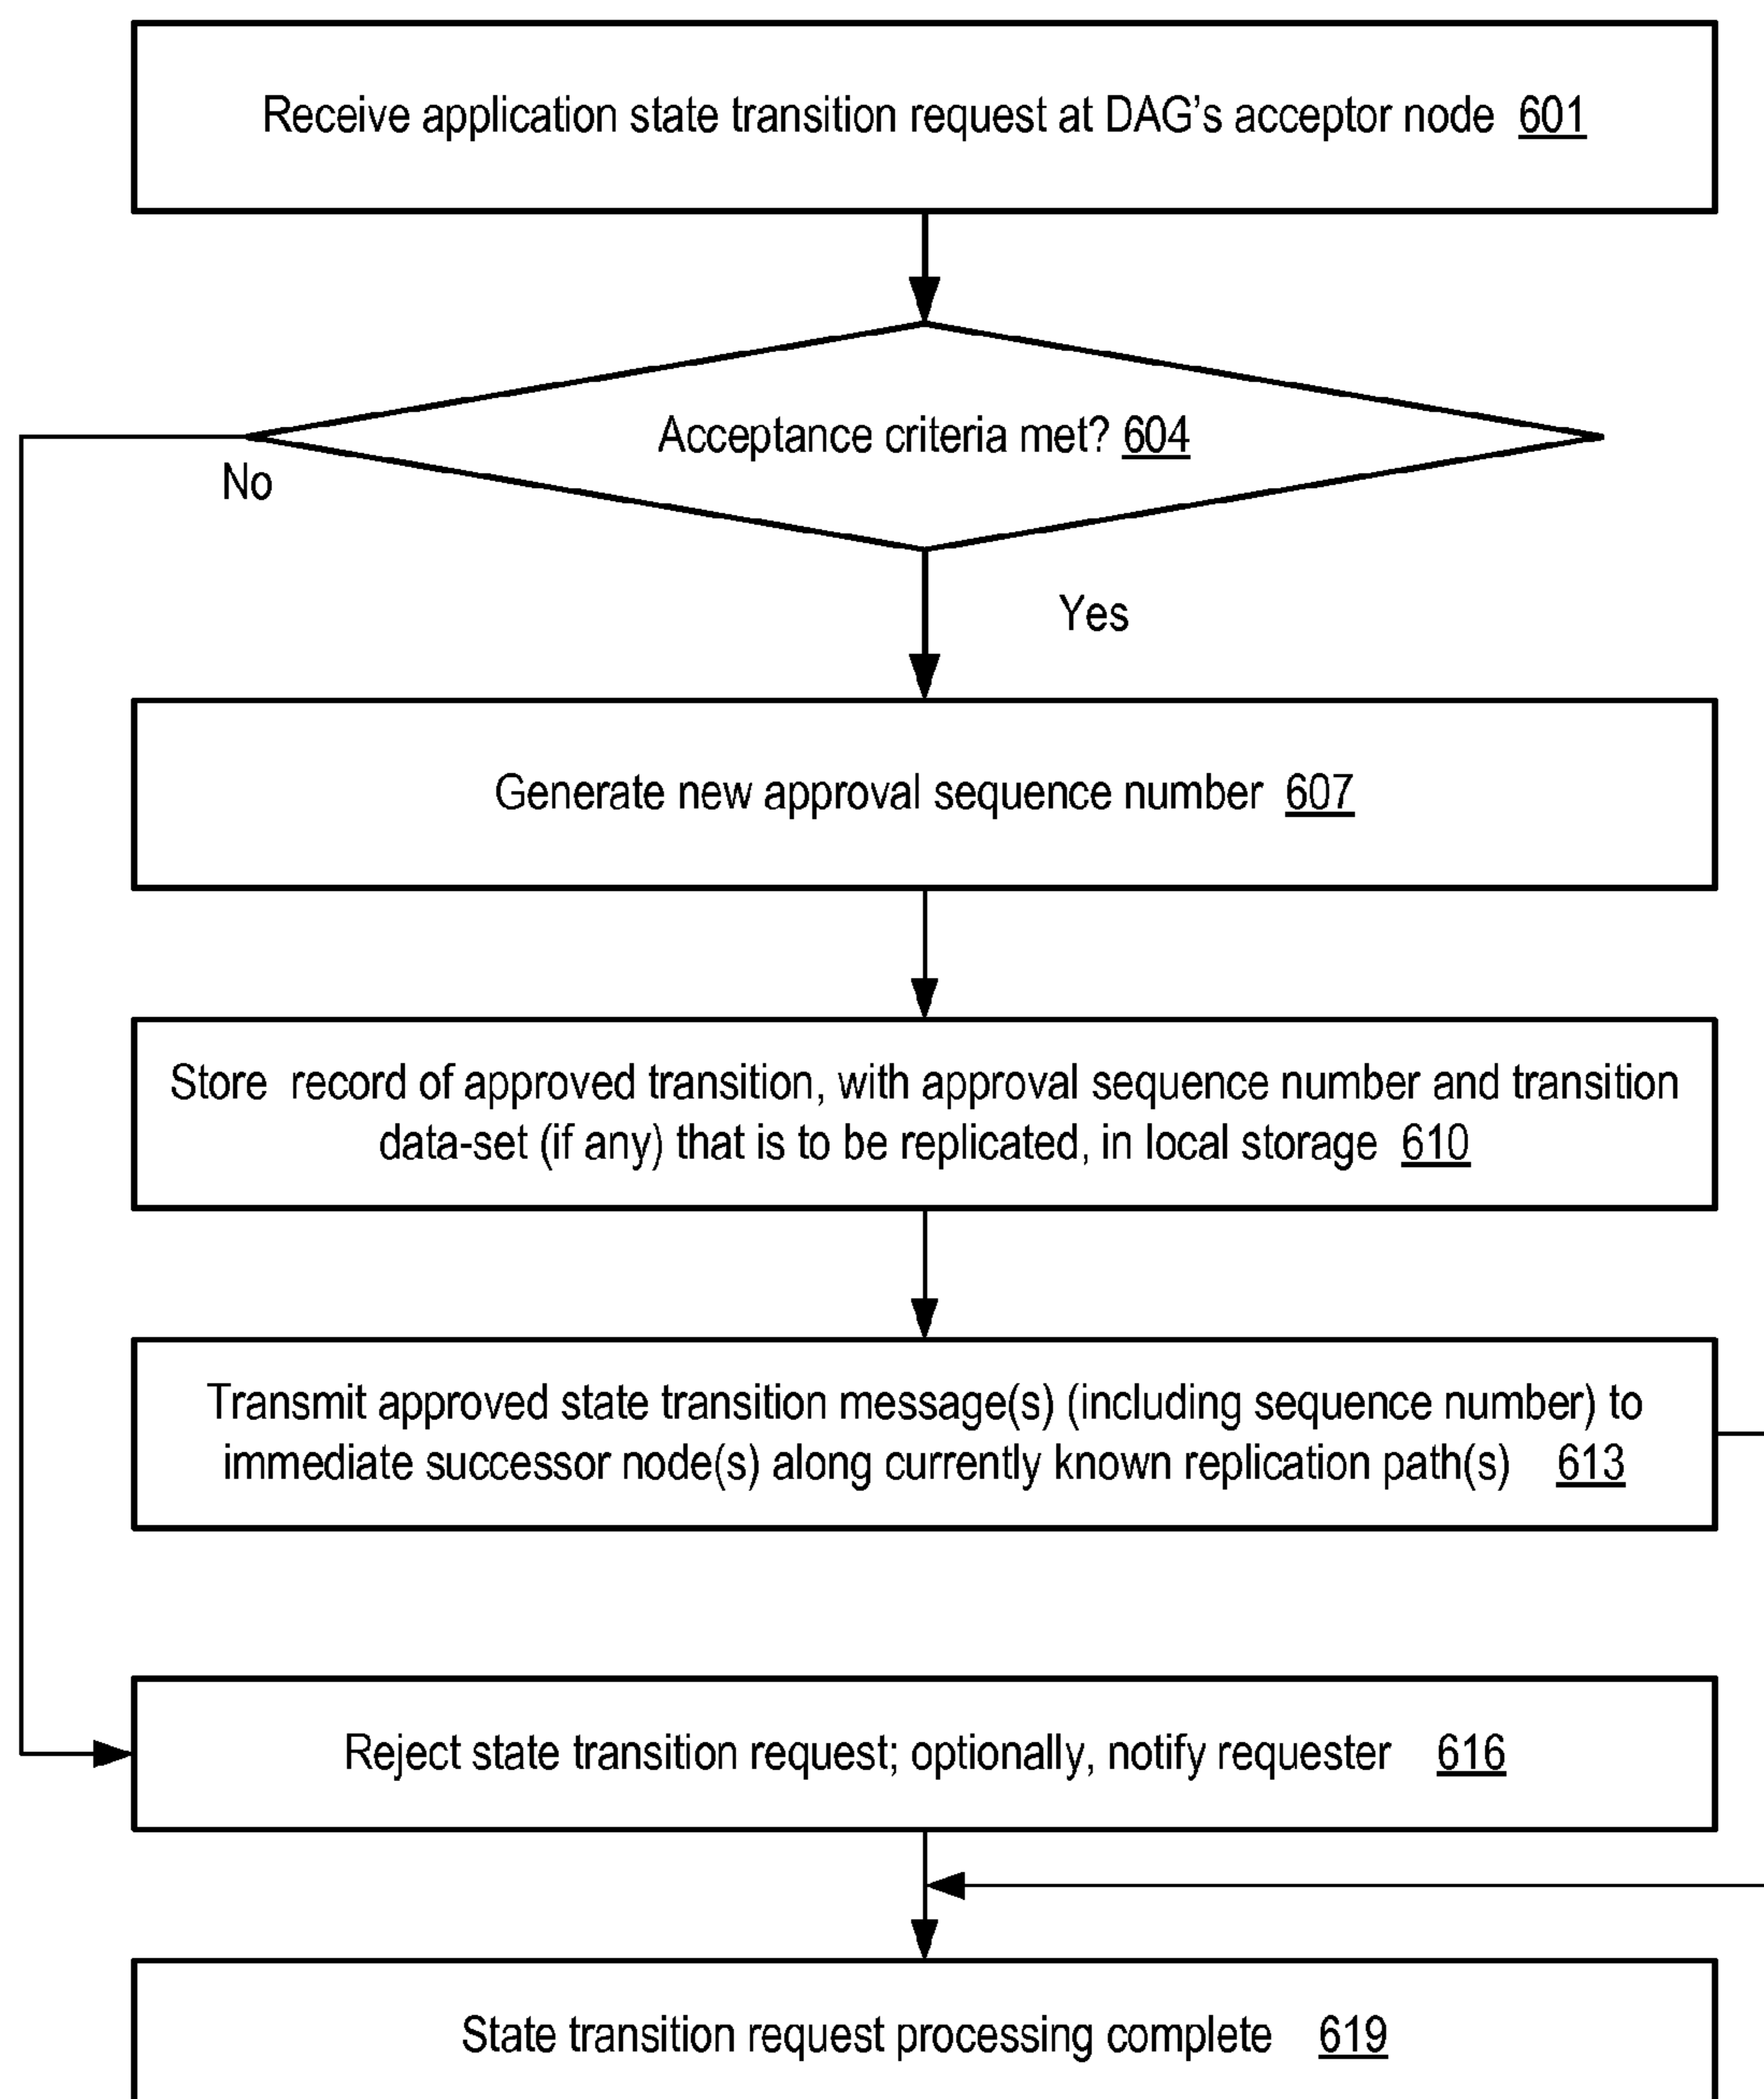 Receive application state transition request at DAG's acceptor node 601
Acceptance criteria met? 604
No
Yes
Generate new approval sequence number 607
Store record of approved transition, with approval sequence number and transition
data-set (if any) that is to be replicated, in local storage 610
Transmit approved state transition message(s) (including sequence number) to
immediate successor node(s) along currently known replication path(s) 613
Reject state transition request; optionally, notify requester 616
State transition request processing complete 619